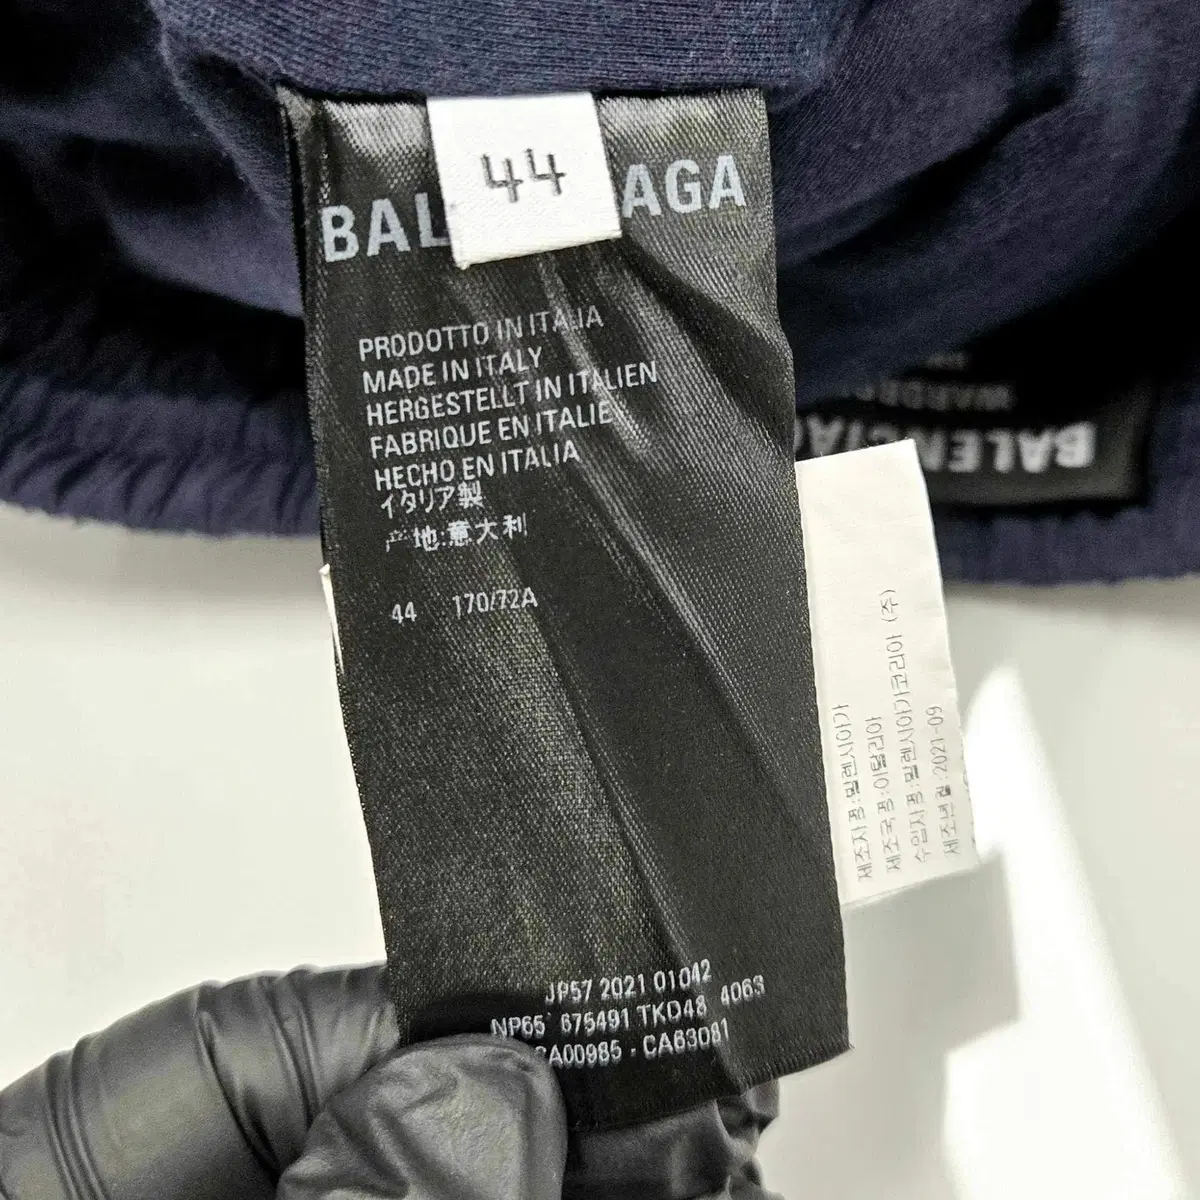 44
BAL AGA
PRODOTTO IN ITALIA
MADE IN ITALY
HERGESTELLT IN ITALIEN
FABRIQUE EN ITALIE
HECHO EN ITALIA
イタリア製
产地:意大利
44 170/72A
JP57 2021 01042
NP65 675491 TKD48 4063
CA00985 - CA63081
제조자명:발렌시아가
제조국명:이탈리아
수입자명:발렌시아가코리아 (주)
제조년월:2021-09
BALENCIAG